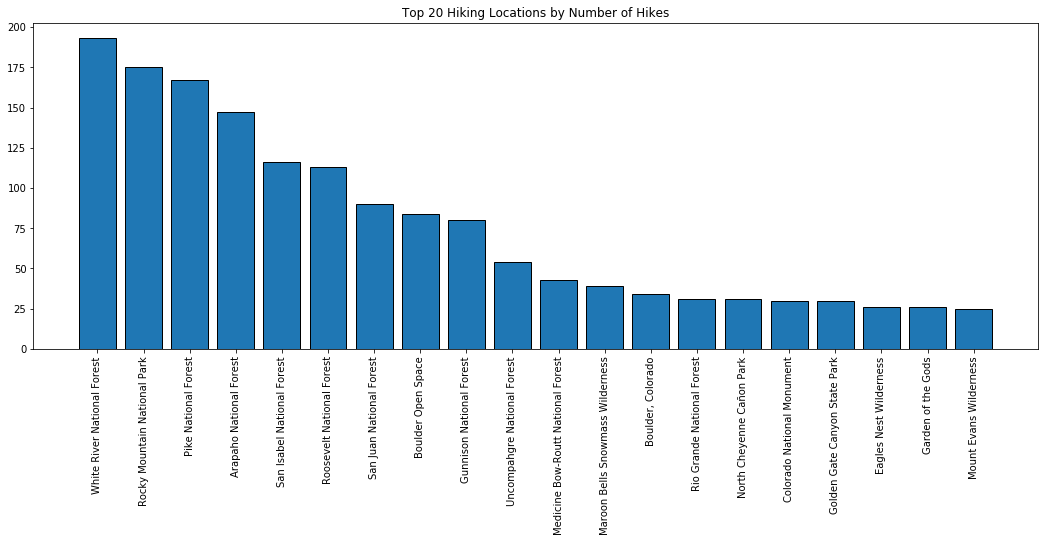 Top 20 Hiking Locations by Number of Hikes
200
175
150
125
100
75
50
25
0
White River National Forest
Rocky Mountain National Park
Pike National Forest
Arapaho National Forest
San Isabel National Forest
Roosevelt National Forest
San Juan National Forest
Boulder Open Space
Gunnison National Forest
Uncompahgre National Forest
Medicine Bow-Routt National Forest
Maroon Bells Snowmass Wilderness
Boulder, Colorado
Rio Grande National Forest
North Cheyenne Cañon Park
Colorado National Monument
Golden Gate Canyon State Park
Eagles Nest Wilderness
Garden of the Gods
Mount Evans Wilderness